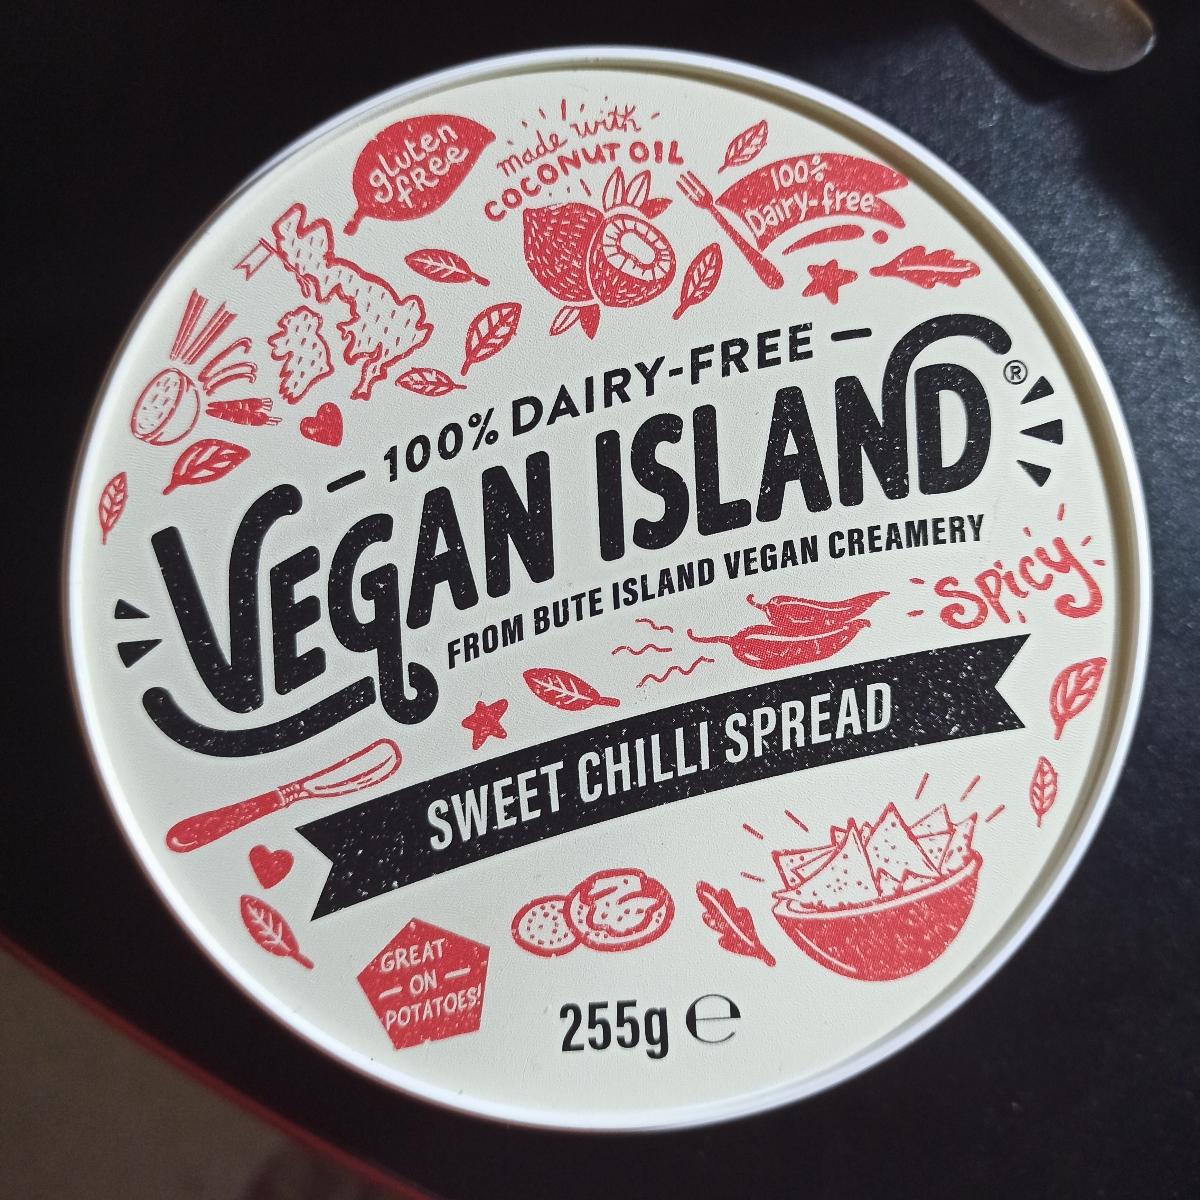 gluten
free
made with
COCONUT OIL
100%
Dairy-free
100% DAIRY-FREE
VEGAN ISLAND®
FROM BUTE ISLAND VEGAN CREAMERY
Spicy
SWEET CHILLI SPREAD
GREAT
— ON —
POTATOES!
255g ℮